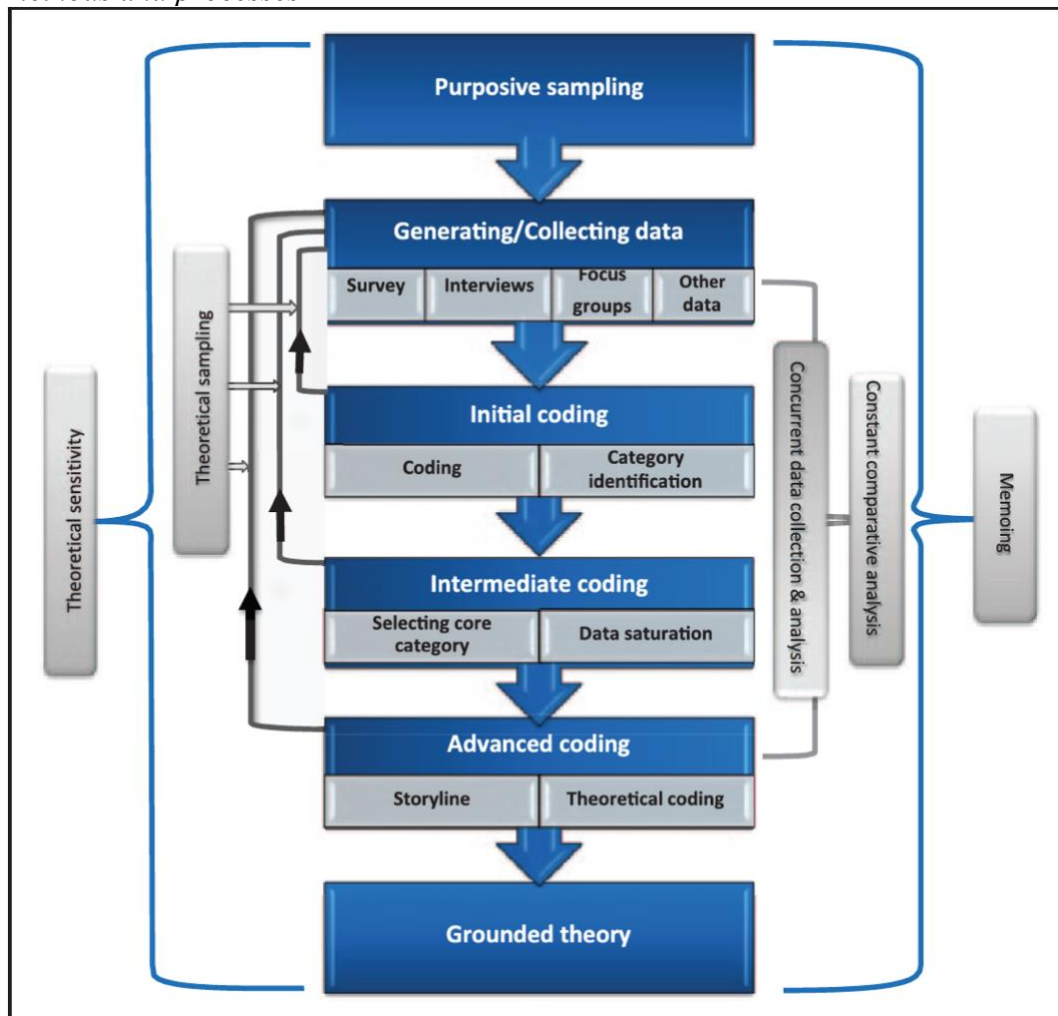 Purposive sampling
Generating/Collecting data
Survey
Interviews
Focus
groups
Other
data
Initial coding
Coding
Category
identification
Intermediate coding
Selecting core
category
Data saturation
Advanced coding
Storyline
Theoretical coding
Grounded theory
Theoretical sensitivity
Theoretical sampling
Concurrent data collection & analysis
Constant comparative analysis
Memoing